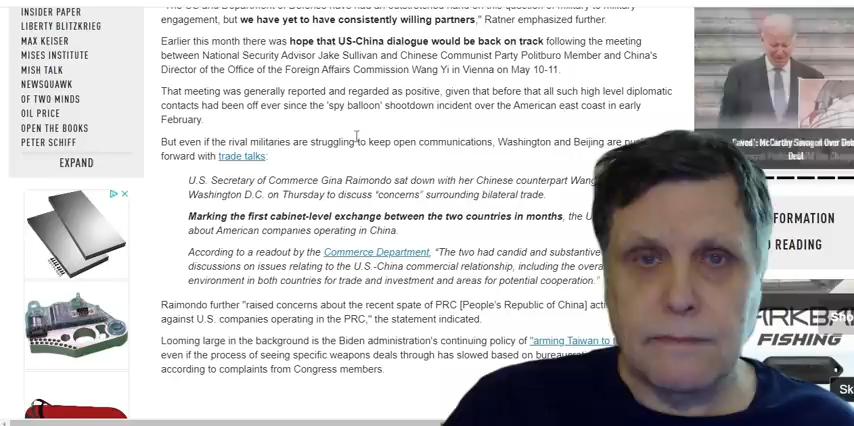 INSIDER PAPER
LIBERTY BLITZKRIEG
MAX KEISER
MISES INSTITUTE
MISH TALK
NEWSQUAWK
OF TWO MINDS
OIL PRICE
OPEN THE BOOKS
PETER SCHIFF
EXPAND
engagement, but we have yet to have consistently willing partners," Ratner emphasized further.
Earlier this month there was hope that US-China dialogue would be back on track following the meeting
between National Security Advisor Jake Sullivan and Chinese Communist Party Politburo Member and China's
Director of the Office of the Foreign Affairs Commission Wang Yi in Vienna on May 10-11.
That meeting was generally reported and regarded as positive, given that before that all such high level diplomatic
contacts had been off ever since the 'spy balloon' shootdown incident over the American east coast in early
February.
But even if the rival militaries are struggling to keep open communications, Washington and Beijing are
forward with trade talks:
U.S. Secretary of Commerce Gina Raimondo sat down with her Chinese counterpart Wang
Washington D.C. on Thursday to discuss "concerns" surrounding bilateral trade.
Marking the first cabinet-level exchange between the two countries in months, the U
about American companies operating in China.
According to a readout by the Commerce Department, "The two had candid and substantive
discussions on issues relating to the U.S.-China commercial relationship, including the overa
environment in both countries for trade and investment and areas for potential cooperation."
Raimondo further "raised concerns about the recent spate of PRC [People's Republic of China] acti
against U.S. companies operating in the PRC," the statement indicated.
Looming large in the background is the Biden administration's continuing policy of "arming Taiwan to
even if the process of seeing specific weapons deals through has slowed based on
according to complaints from Congress members.
McCarthy Savaged Over Deb
Deal
FORMATION
READING
ARKB
FISHING
Sho
Sk